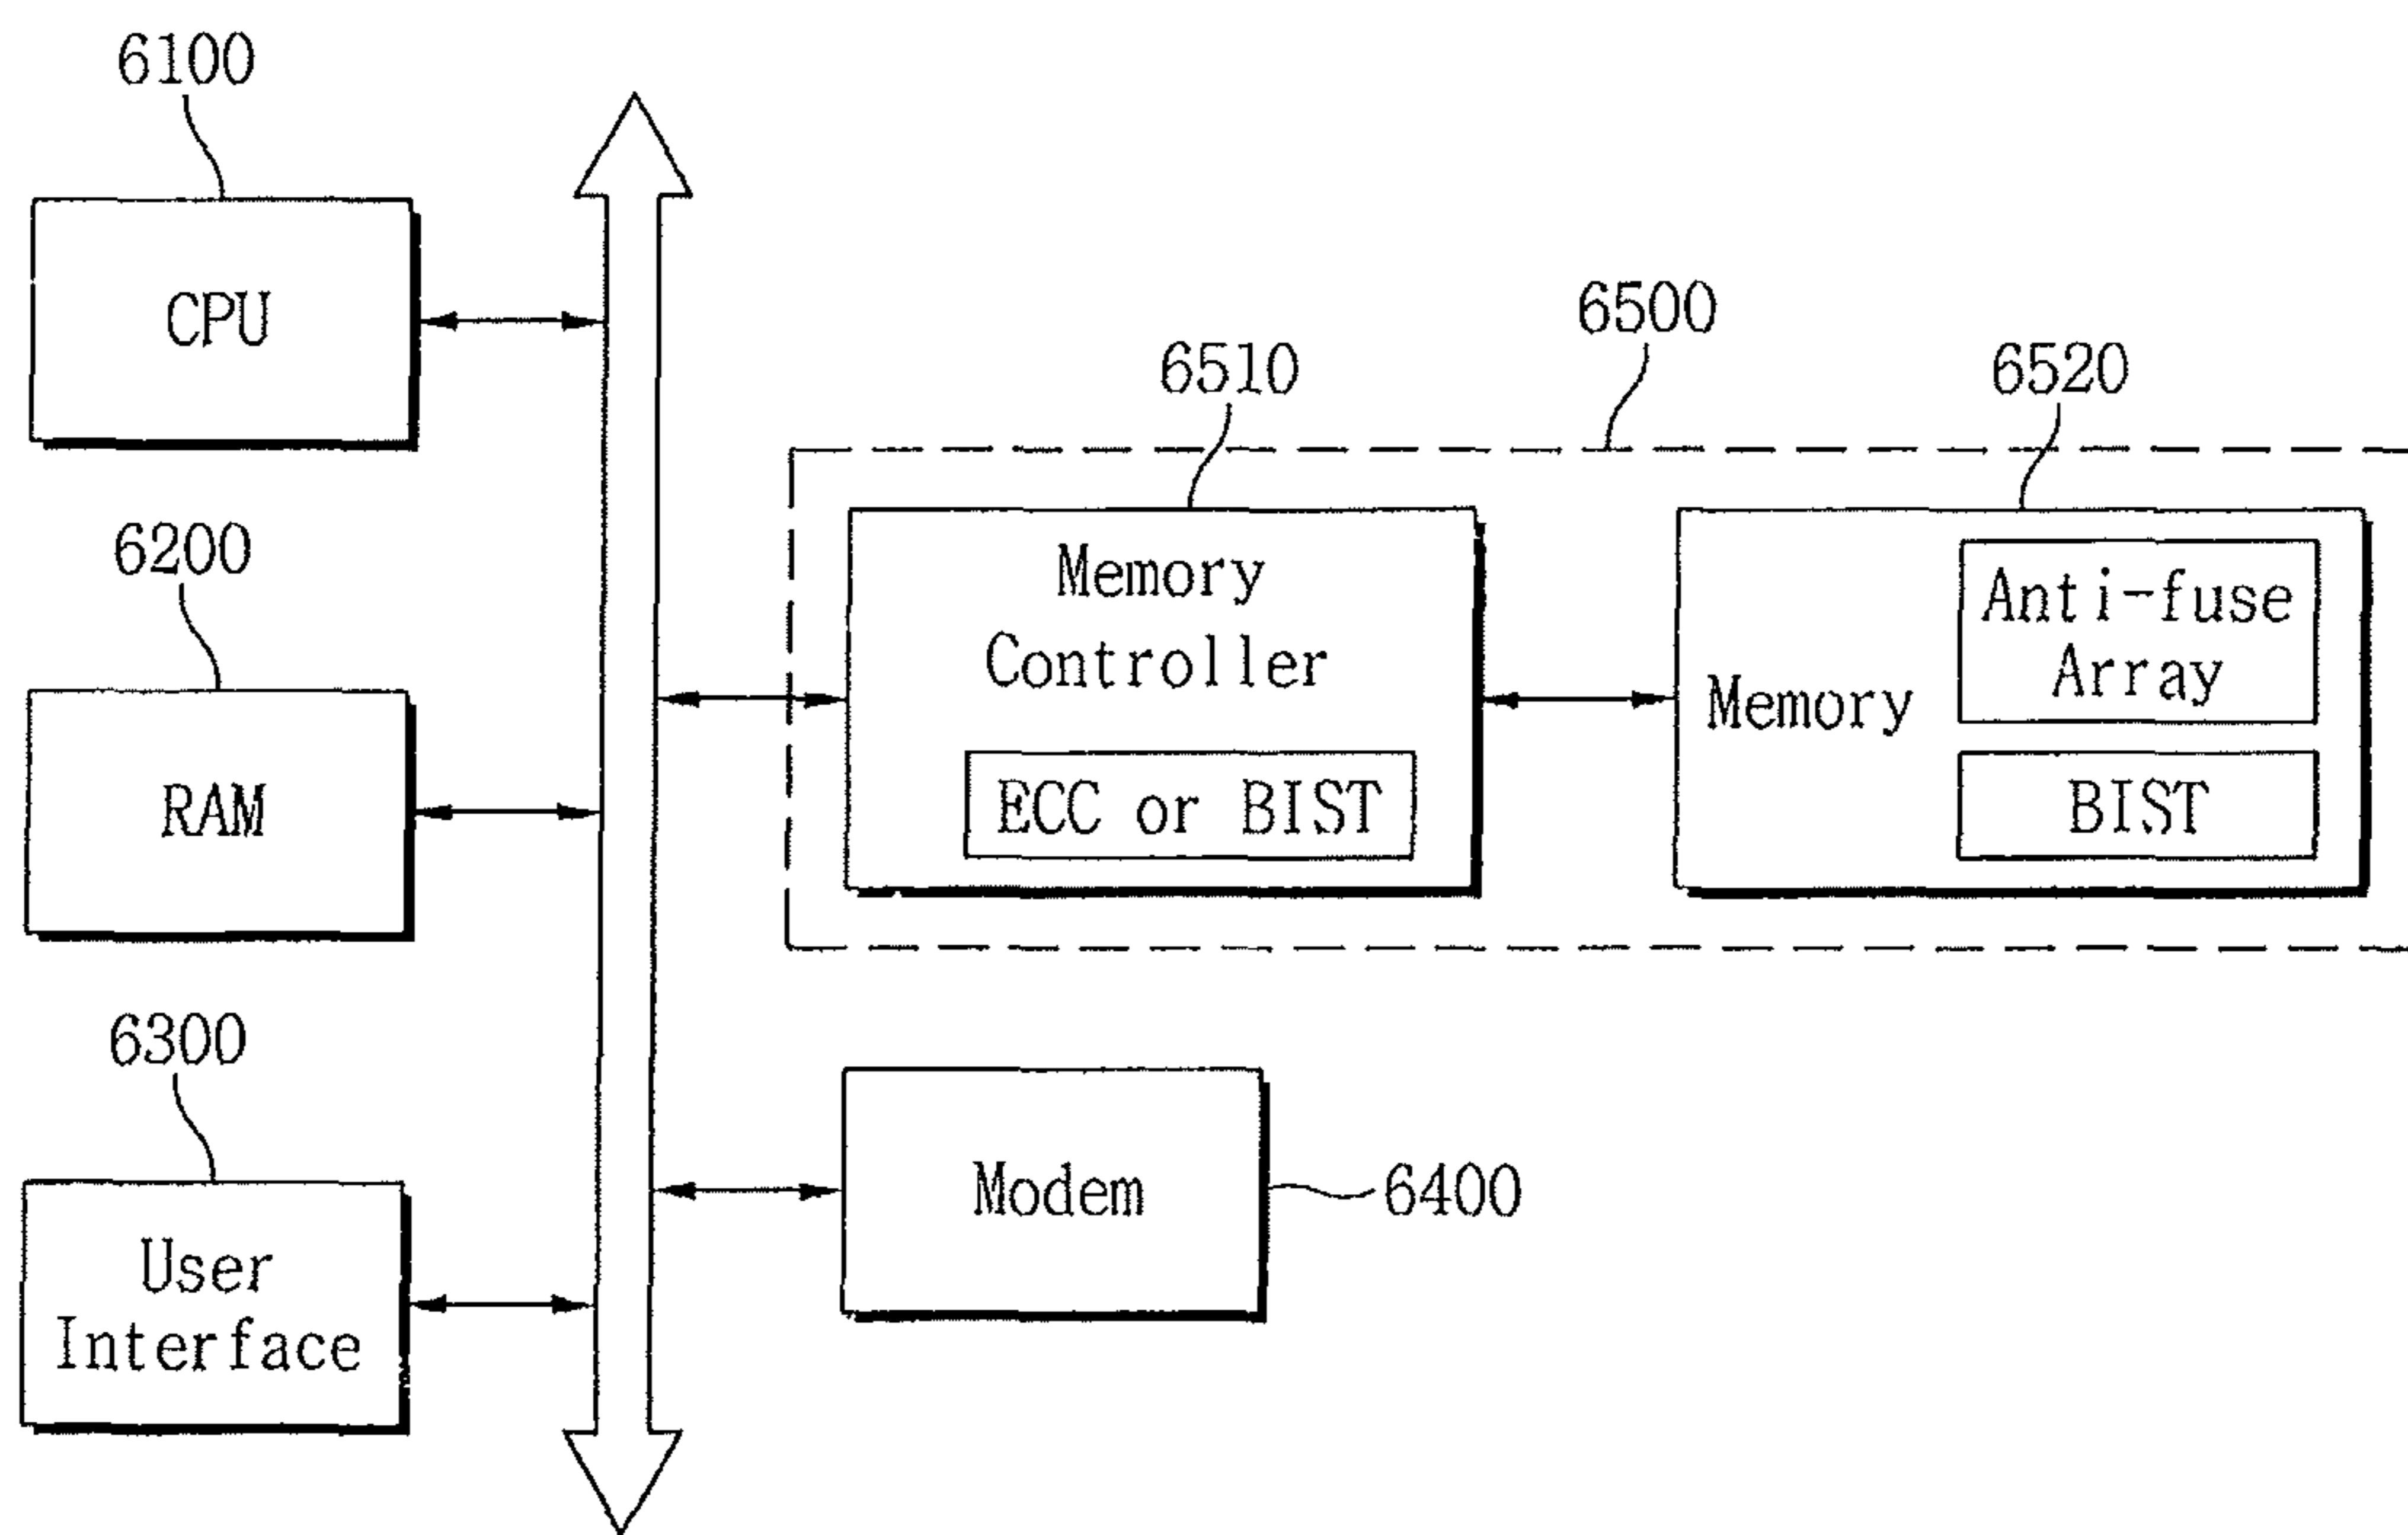 6100
CPU
6500
6510
6520
6200
Memory
Controller
Anti-fuse
Array
Memory
RAM
ECC or BIST
BIST
6300
User
Interface
Modem
6400